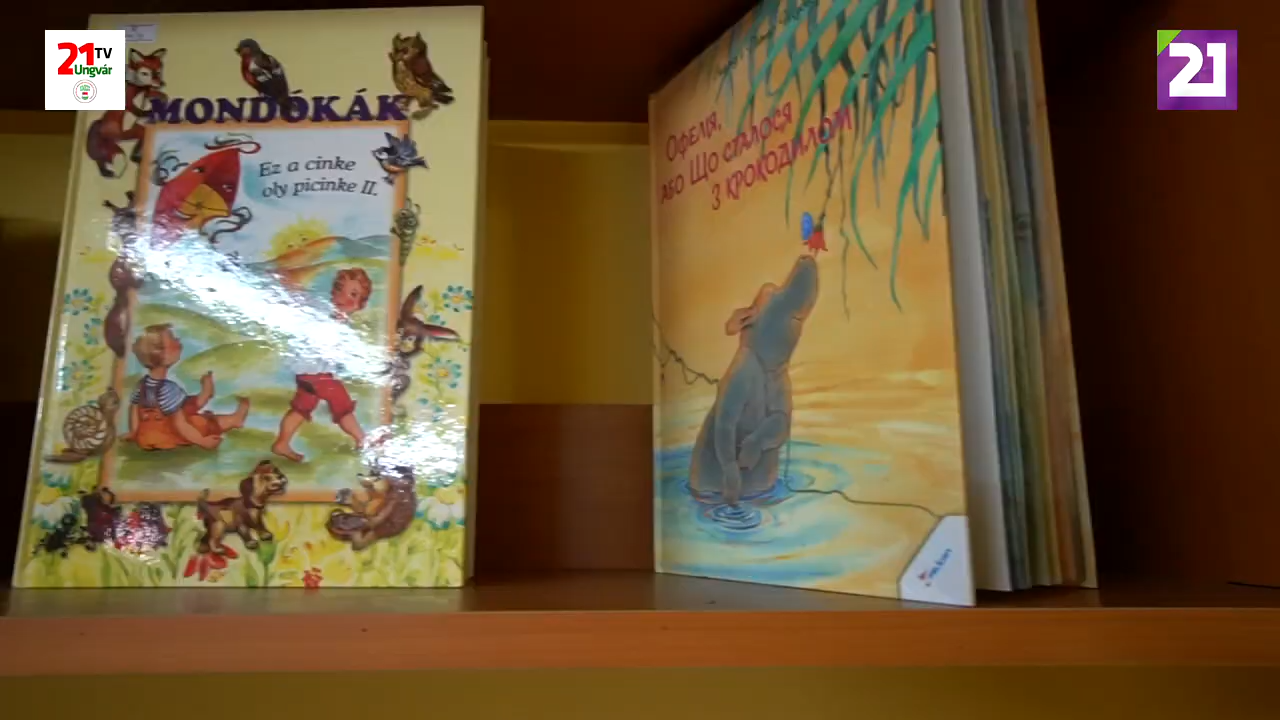 21 TV
Ungvár
21
MONDÓKÁK
Ez a cinke
oly picinke II.
Офелія,
або Що сталося
з крокодилом